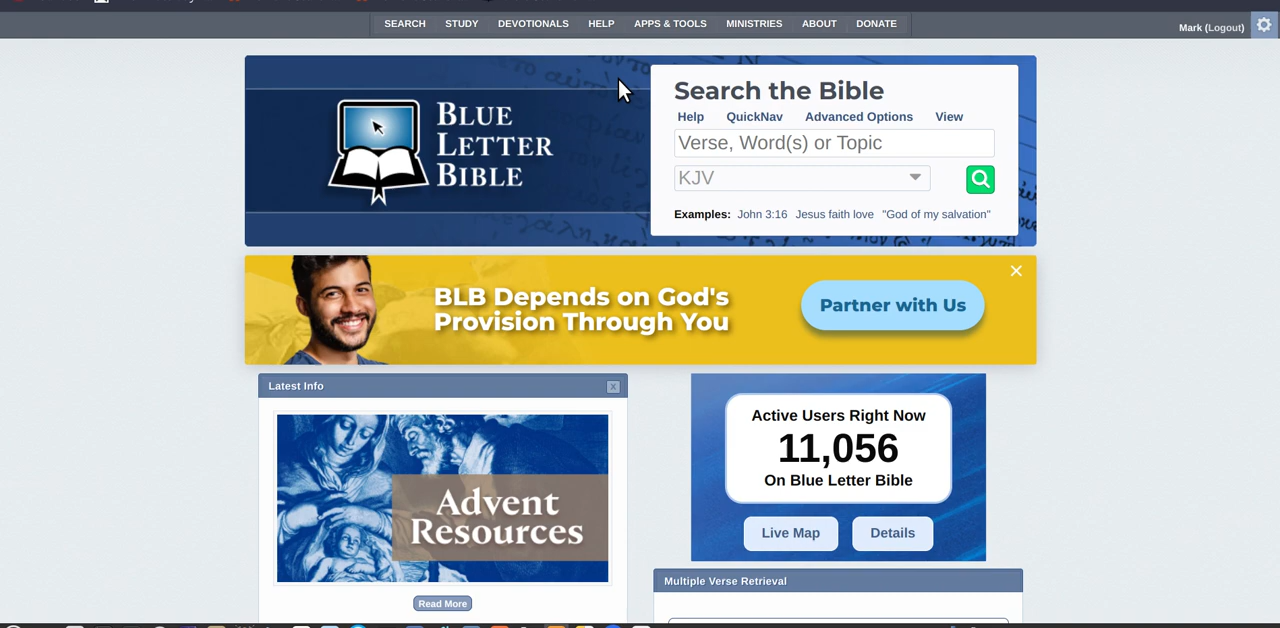 SEARCH STUDY DEVOTIONALS HELP APPS & TOOLS MINISTRIES ABOUT DONATE
Mark (Logout)
BLUE
LETTER
BIBLE
Search the Bible
Help QuickNav Advanced Options View
Verse, Word(s) or Topic
KJV
Examples: John 3:16 Jesus faith love "God of my salvation"
BLB Depends on God's
Provision Through You
Partner with Us
Latest Info
X
Advent
Resources
Read More
Active Users Right Now
11,056
On Blue Letter Bible
Live Map Details
Multiple Verse Retrieval